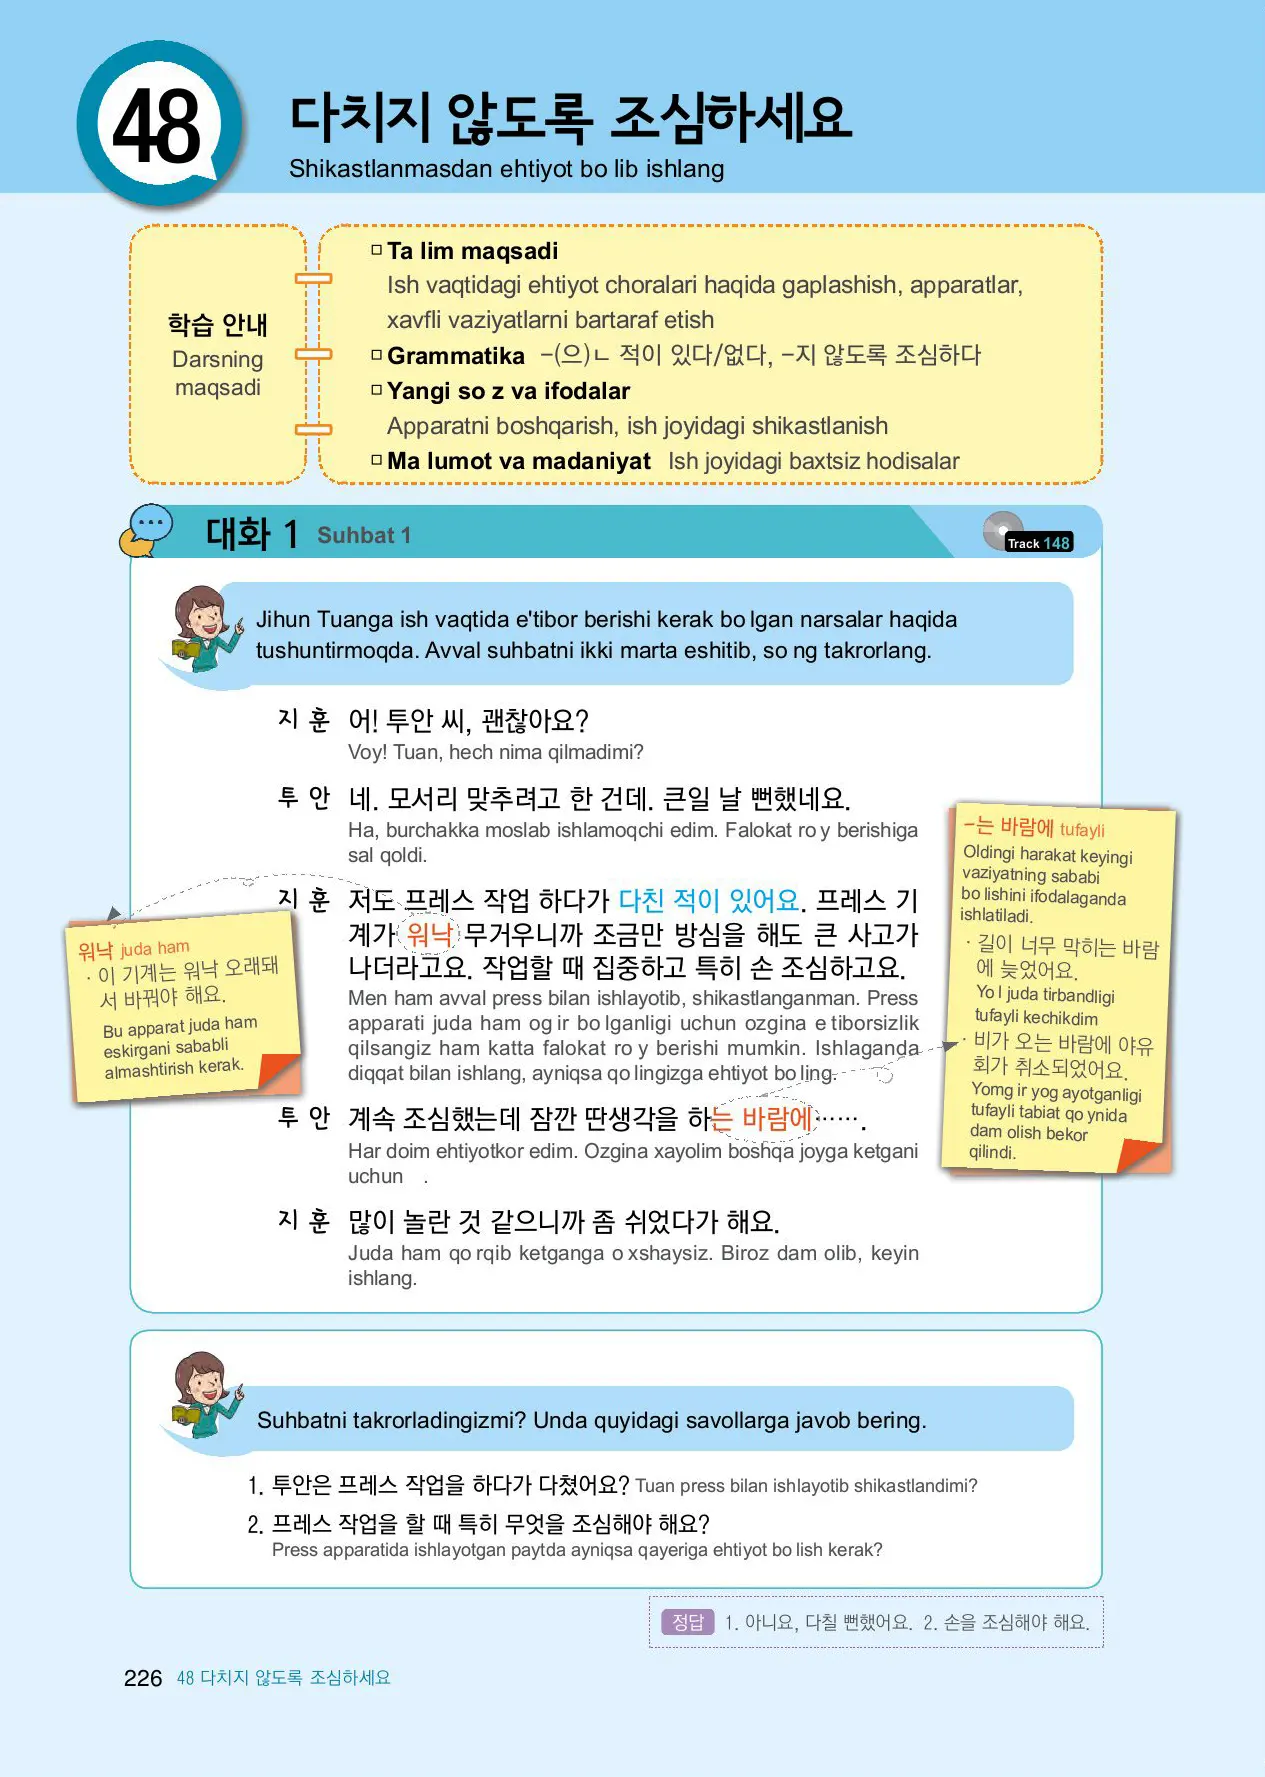 48
다치지 않도록 조심하세요
Shikastlanmasdan ehtiyot bo lib ishlang
학습 안내
Darsning
maqsadi
Ta lim maqsadi
Ish vaqtidagi ehtiyot choralari haqida gaplashish, apparatlar,
xavfli vaziyatlarni bartaraf etish
Grammatika -(으)ㄴ 적이 있다/없다, -지 않도록 조심하다
Yangi so z va ifodalar
Apparatni boshqarish, ish joyidagi shikastlanish
Ma lumot va madaniyat Ish joyidagi baxtsiz hodisalar
대화 1 Suhbat 1
Track 148
Jihun Tuanga ish vaqtida e'tibor berishi kerak bo lgan narsalar haqida
tushuntirmoqda. Avval suhbatni ikki marta eshitib, so ng takrorlang.
지 훈 어! 투안 씨, 괜찮아요?
Voy! Tuan, hech nima qilmadimi?
투 안 네. 모서리 맞추려고 한 건데. 큰일 날 뻔했네요.
Ha, burchakka moslab ishlamoqchi edim. Falokat ro y berishiga
sal qoldi.
지 훈 저도 프레스 작업 하다가 다친 적이 있어요. 프레스 기
계가 워낙 무거우니까 조금만 방심을 해도 큰 사고가
나더라고요. 작업할 때 집중하고 특히 손 조심하고요.
Men ham avval press bilan ishlayotib, shikastlanganman. Press
apparati juda ham og ir bo lganligi uchun ozgina e tiborsizlik
qilsangiz ham katta falokat ro y berishi mumkin. Ishlaganda
diqqat bilan ishlang, ayniqsa qo lingizga ehtiyot bo ling.
투 안 계속 조심했는데 잠깐 딴생각을 하는 바람에…….
Har doim ehtiyotkor edim. Ozgina xayolim boshqa joyga ketgani
uchun .
지 훈 많이 놀란 것 같으니까 좀 쉬었다가 해요.
Juda ham qo rqib ketganga o xshaysiz. Biroz dam olib, keyin
ishlang.
워낙 juda ham
· 이 기계는 워낙 오래돼
서 바꿔야 해요.
Bu apparat juda ham
eskirgani sababli
almashtirish kerak.
-는 바람에 tufayli
Oldingi harakat keyingi
vaziyatning sababi
bo lishini ifodalaganda
ishlatiladi.
· 길이 너무 막히는 바람
에 늦었어요.
Yo l juda tirbandligi
tufayli kechikdim
· 비가 오는 바람에 야유
회가 취소되었어요.
Yomg ir yog ayotganligi
tufayli tabiat qo ynida
dam olish bekor
qilindi.
Suhbatni takrorladingizmi? Unda quyidagi savollarga javob bering.
1. 투안은 프레스 작업을 하다가 다쳤어요? Tuan press bilan ishlayotib shikastlandimi?
2. 프레스 작업을 할 때 특히 무엇을 조심해야 해요?
Press apparatida ishlayotgan paytda ayniqsa qayeriga ehtiyot bo lish kerak?
정답 1. 아니요, 다칠 뻔했어요. 2. 손을 조심해야 해요.
226 48 다치지 않도록 조심하세요